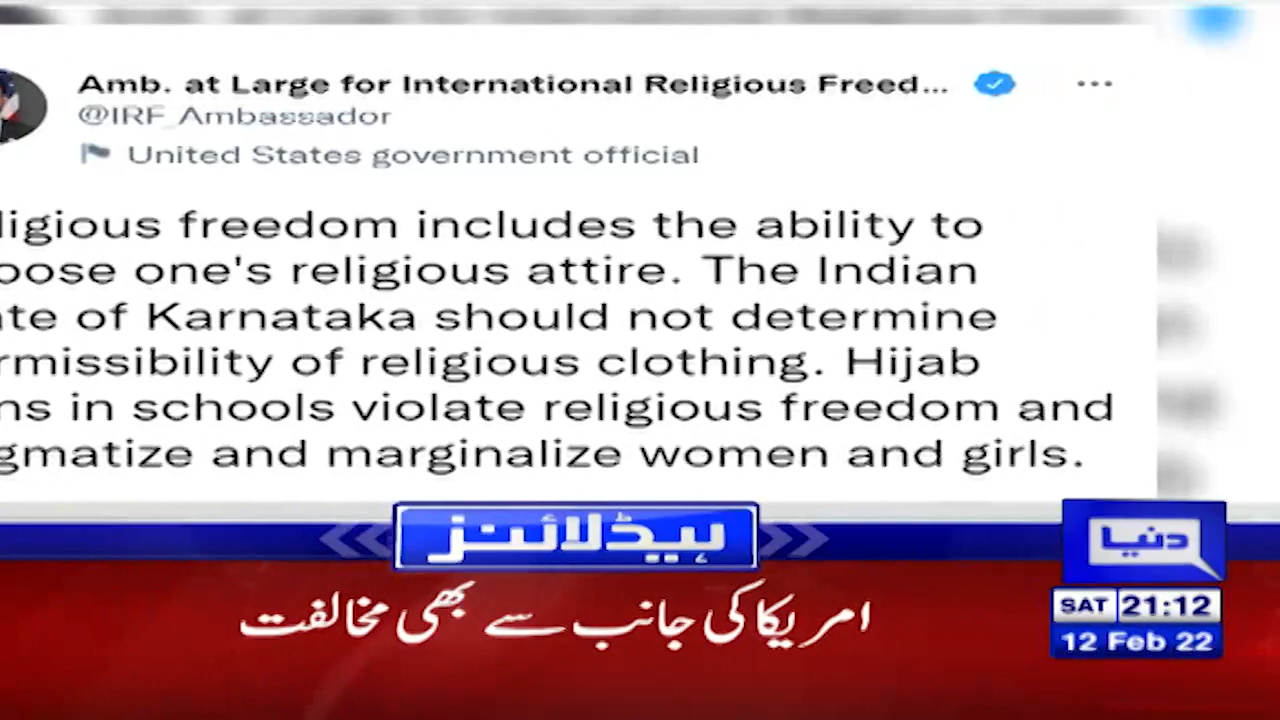 Amb. at Large for International Religious Freed...
@IRF_Ambassador
United States government official
ligious freedom includes the ability to
oose one's religious attire. The Indian
te of Karnataka should not determine
rmissibility of religious clothing. Hijab
ns in schools violate religious freedom and
gmatize and marginalize women and girls.
ہیڈلائنز
دنیا
امریکا کی جانب سے بھی مخالفت
SAT 21:12
12 Feb 22